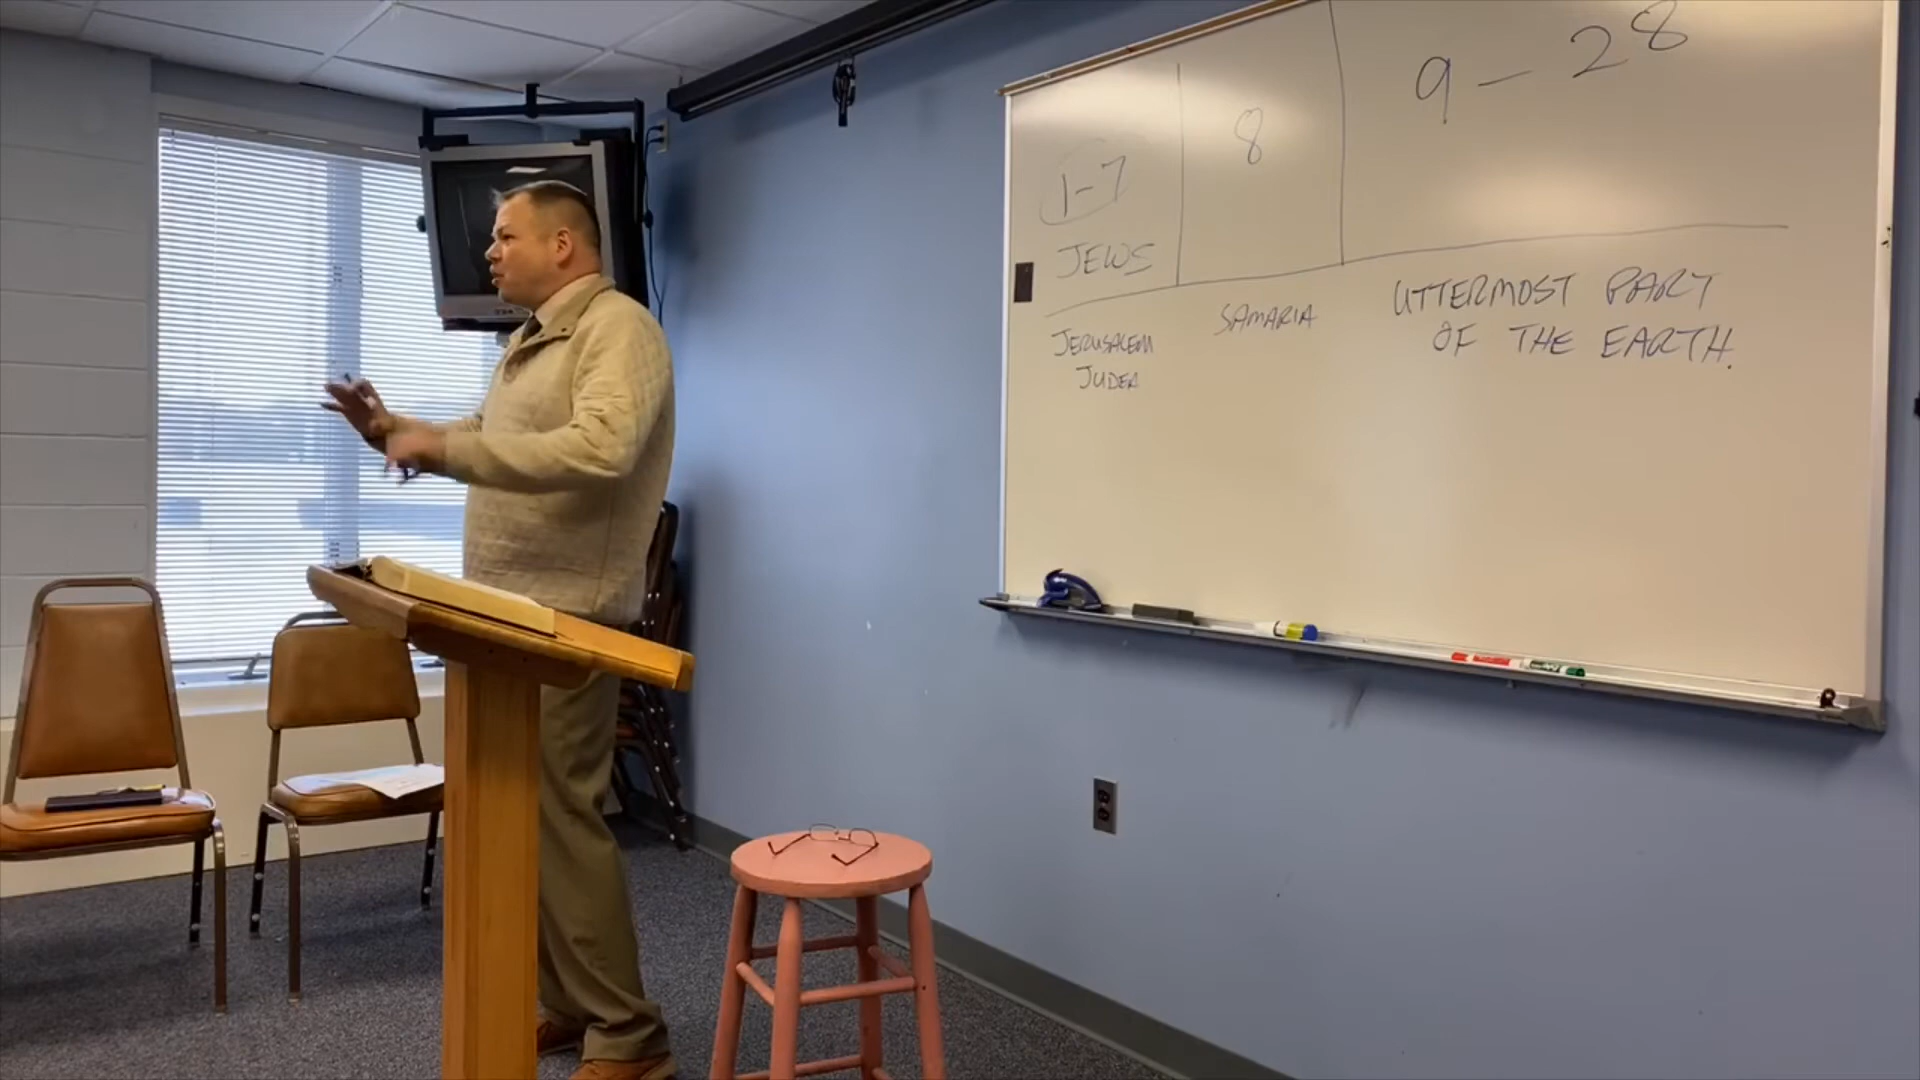 1-7
8
9 - 28
JEWS
JERUSALEM
JUDEA
SAMARIA
UTTERMOST PART
OF THE EARTH.